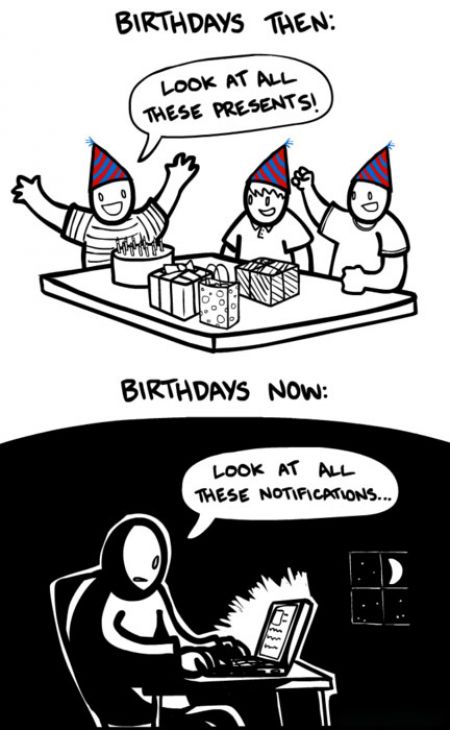 BIRTHDAYS THEN:
LOOK AT ALL
THESE PRESENTS!
BIRTHDAYS NOW:
LOOK AT ALL
THESE NOTIFICATIONS...